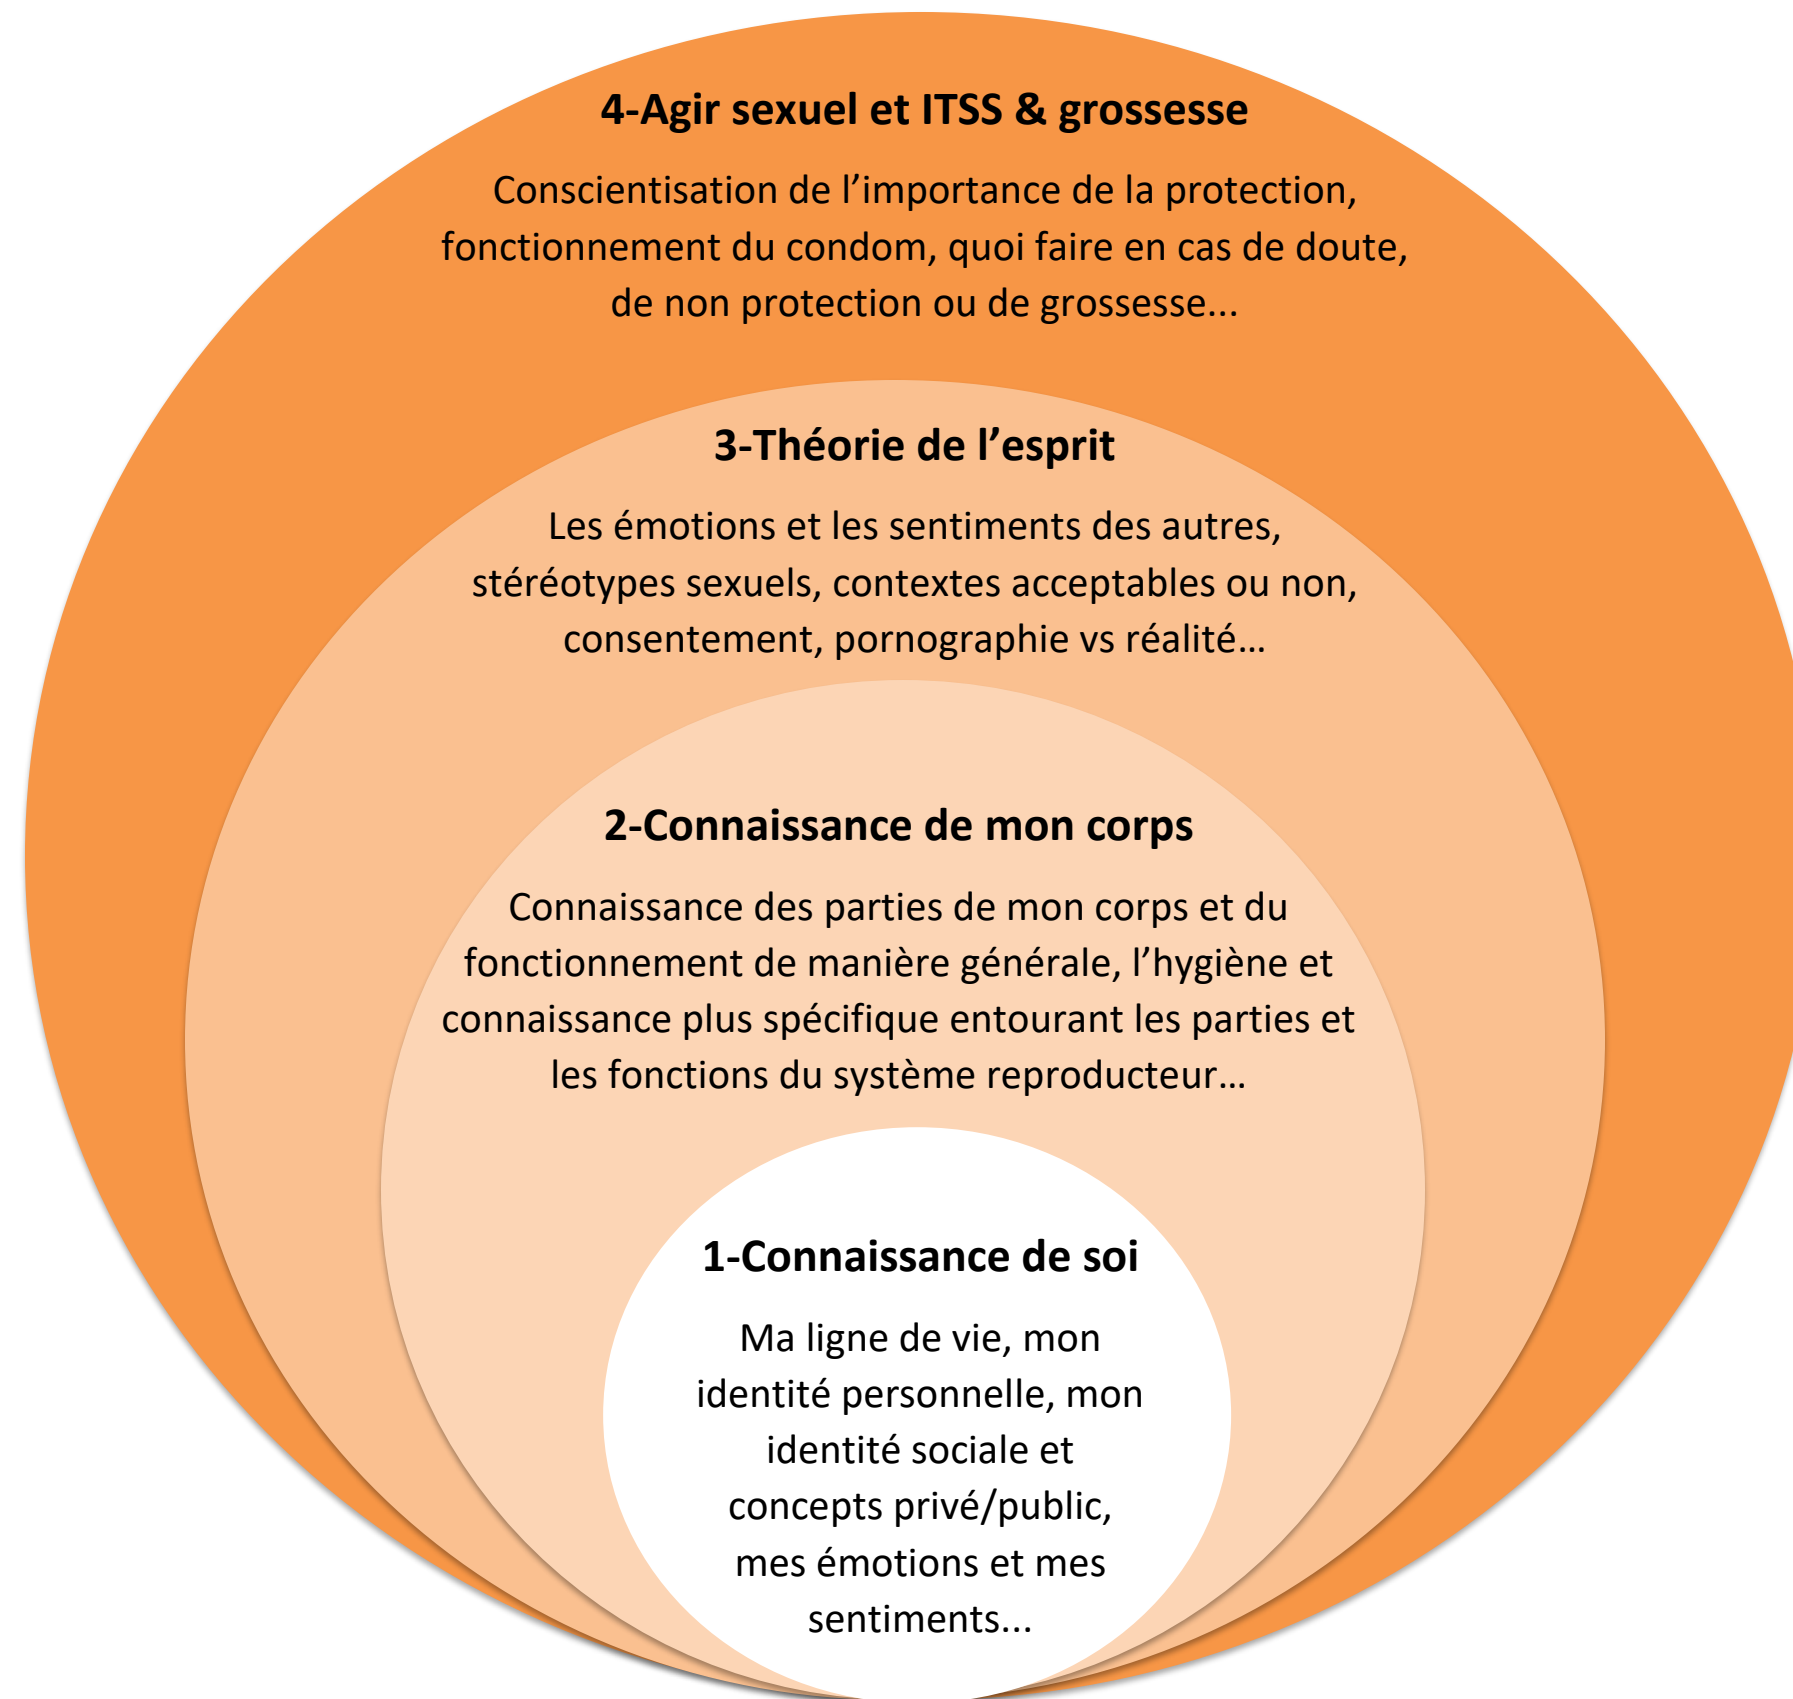 4-Agir sexuel et ITSS & grossesse
Conscientisation de l’importance de la protection,
fonctionnement du condom, quoi faire en cas de doute,
de non protection ou de grossesse...
3-Théorie de l’esprit
Les émotions et les sentiments des autres,
stéréotypes sexuels, contextes acceptables ou non,
consentement, pornographie vs réalité…
2-Connaissance de mon corps
Connaissance des parties de mon corps et du
fonctionnement de manière générale, l’hygiène et
connaissance plus spécifique entourant les parties et
les fonctions du système reproducteur…
1-Connaissance de soi
Ma ligne de vie, mon
identité personnelle, mon
identité sociale et
concepts privé/public,
mes émotions et mes
sentiments...